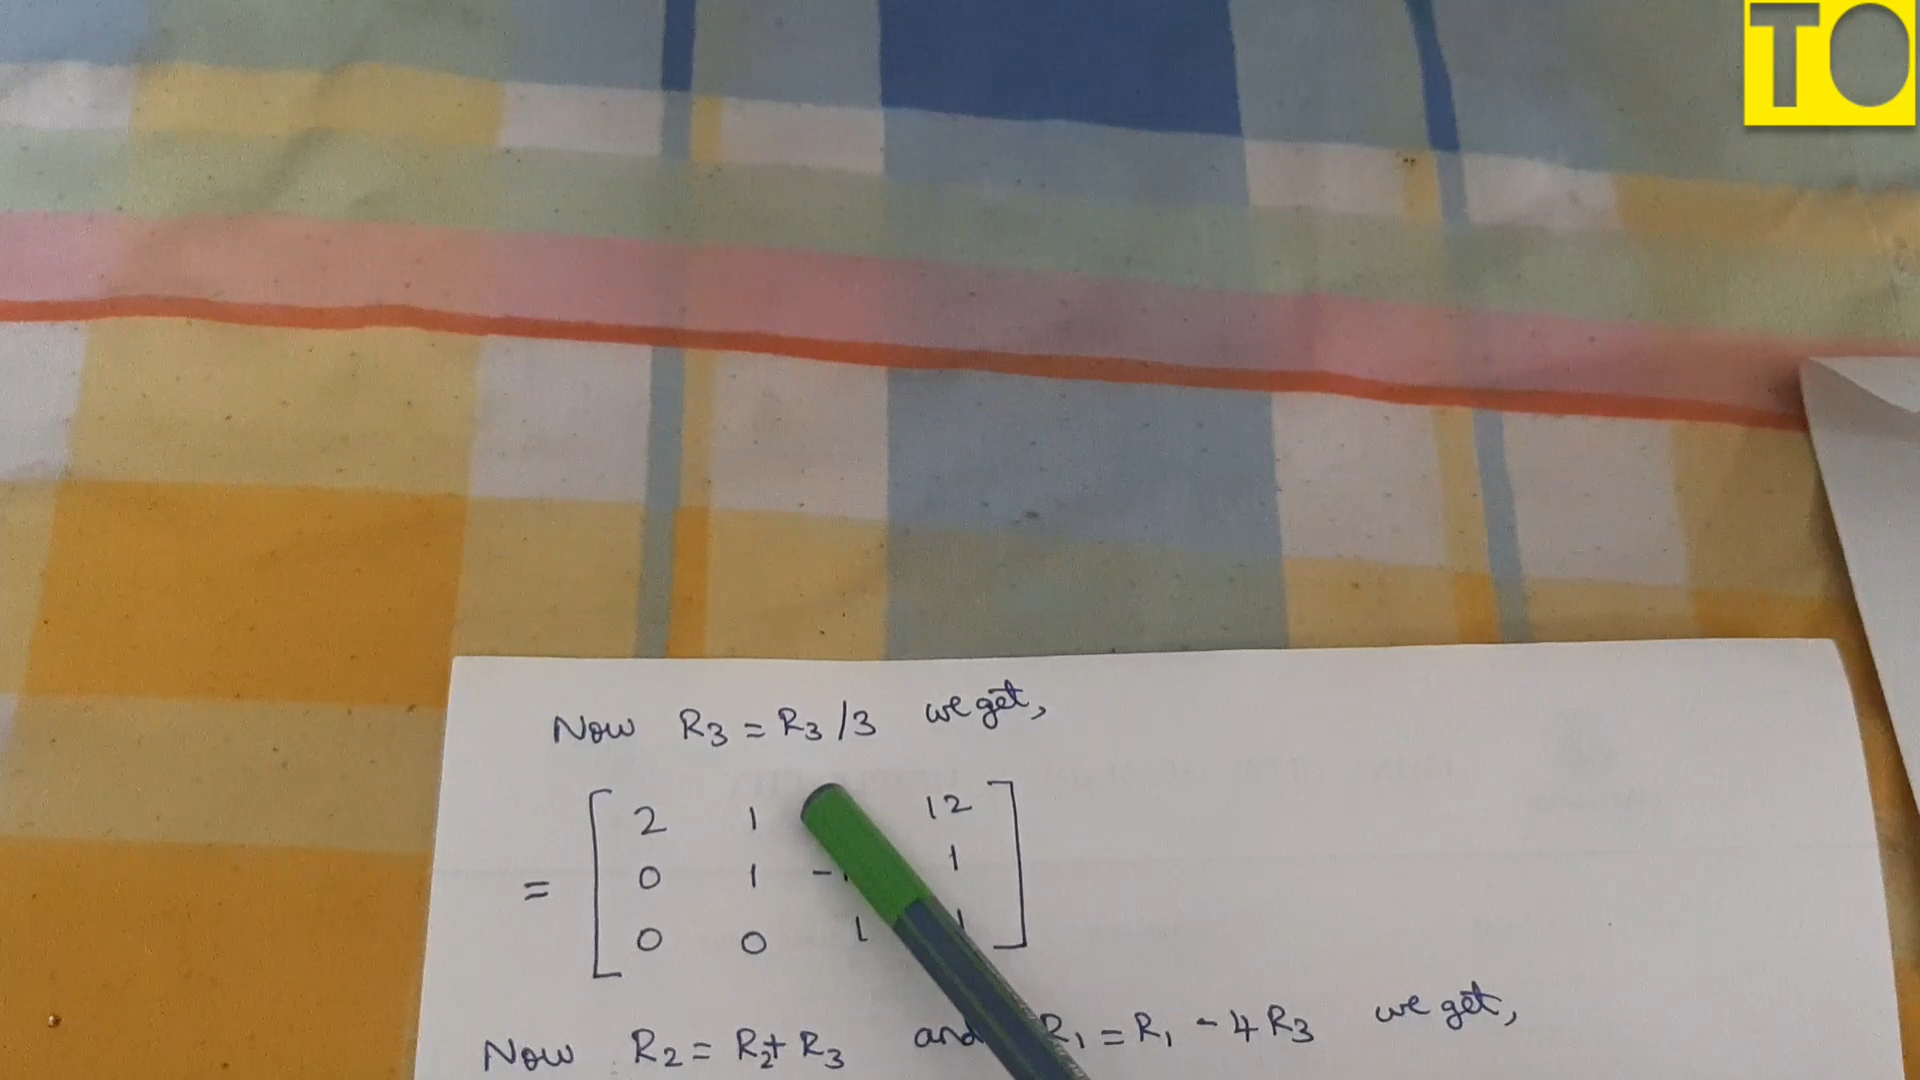 TO
Now R3 = R3/3 we get,
2 1 12
= 0 1 - 1
0 0 1 1
Now R2 = R2 + R3 and R1 = R1 - 4R3 we get,